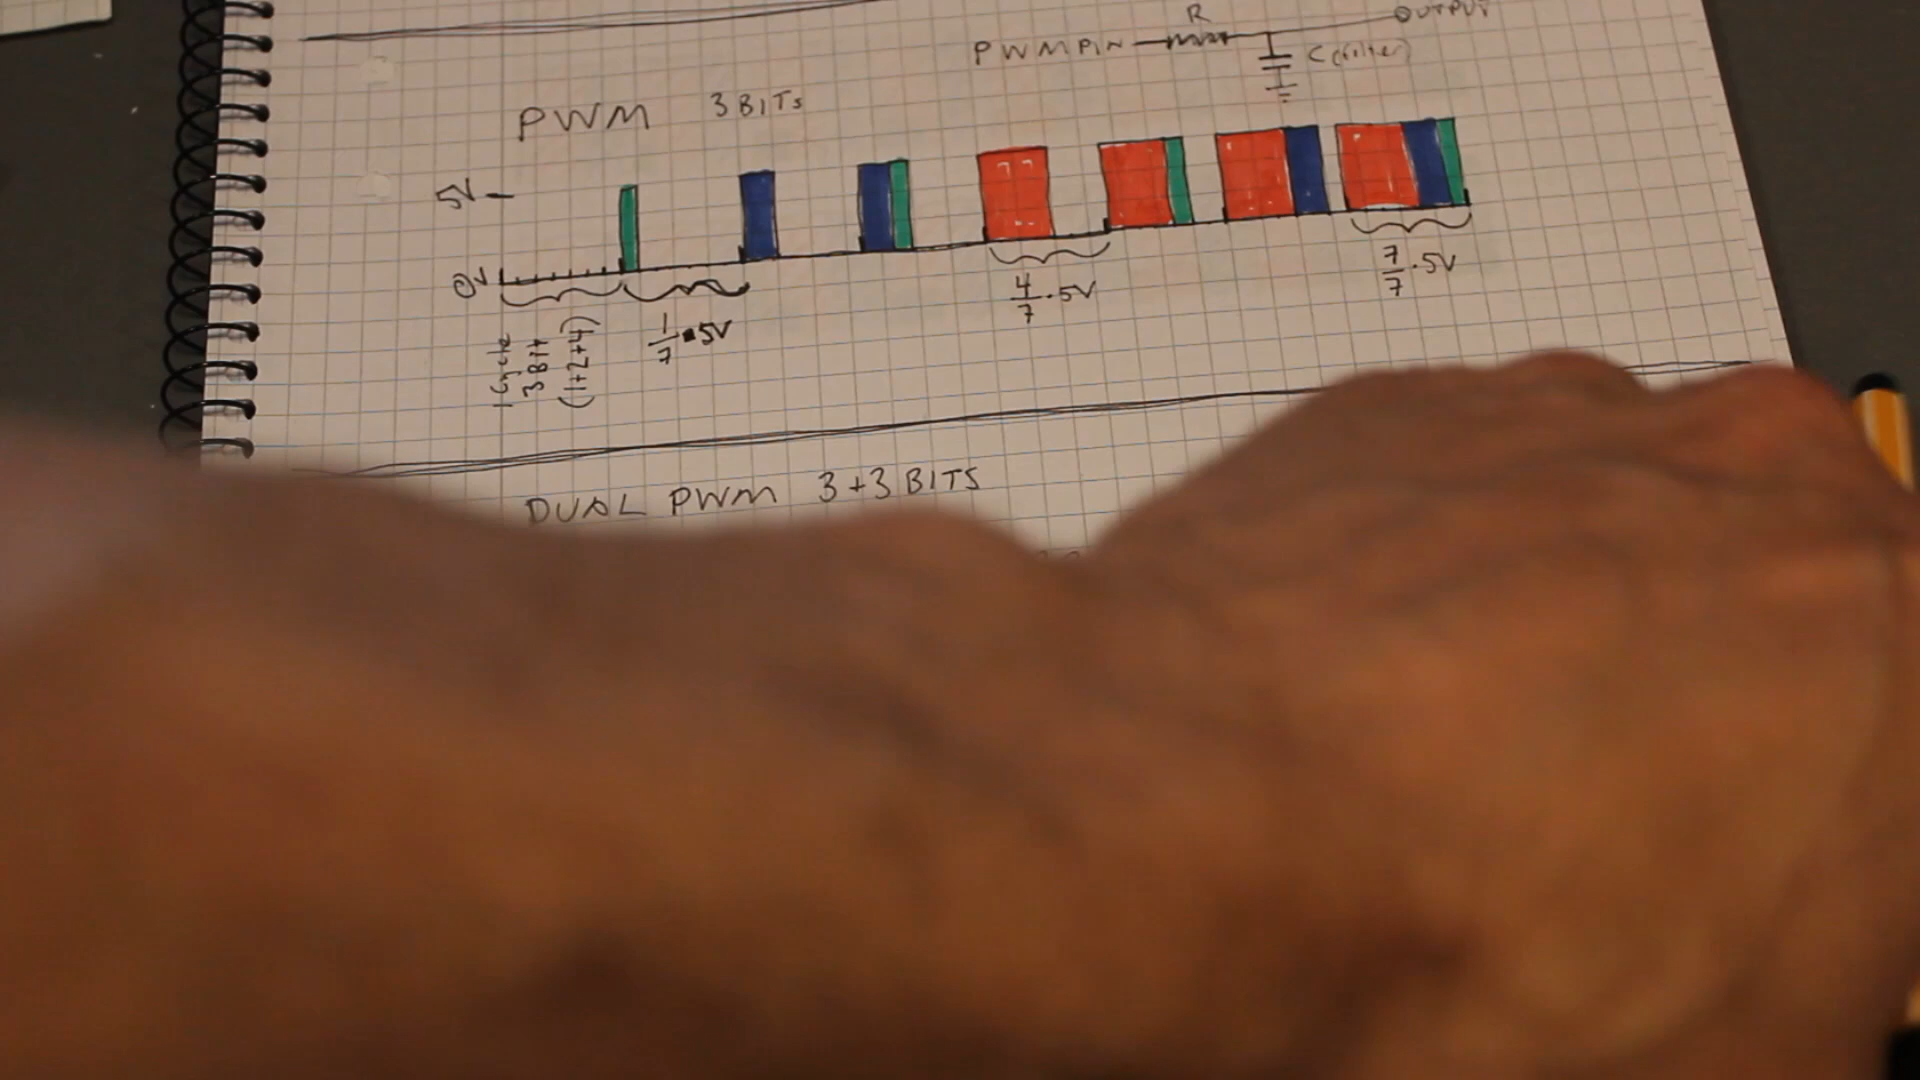 R
OUTPUT
PWM PIN
C (filter)
PWM 3 BITs
5V
0V
1 Cycle
3 Bit
(1+2+4)
1/7 · 5V
4/7 · 5V
7/7 · 5V
DUAL PWM 3+3 BITS